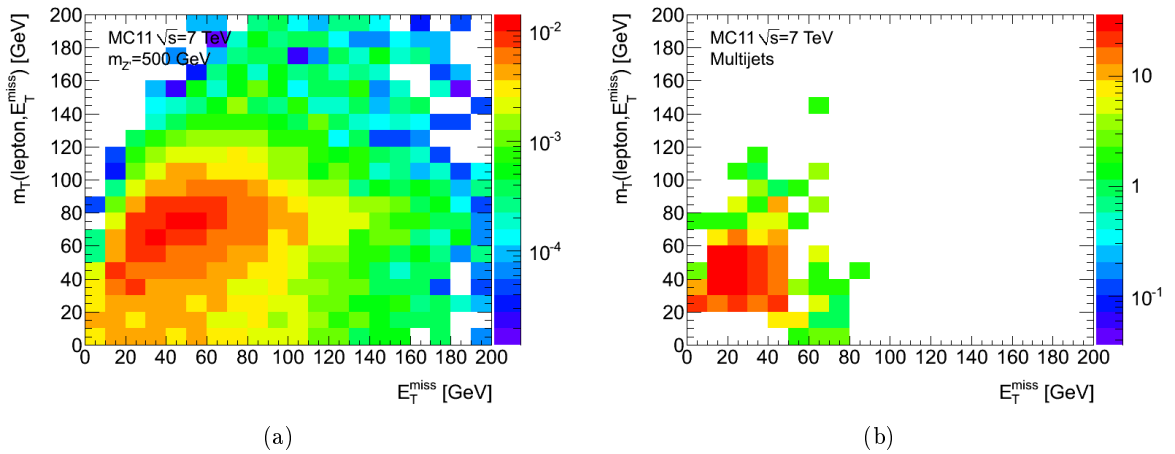 m_T(lepton,E_T^miss) [GeV]
200
180
160
140
120
100
80
60
40
20
0
MC11 √s=7 TeV
m_Z'=500 GeV
0 20 40 60 80 100 120 140 160 180 200
E_T^miss [GeV]
10^-2
10^-3
10^-4
(a)
m_T(lepton,E_T^miss) [GeV]
200
180
160
140
120
100
80
60
40
20
0
MC11 √s=7 TeV
Multijets
0 20 40 60 80 100 120 140 160 180 200
E_T^miss [GeV]
10
1
10^-1
(b)